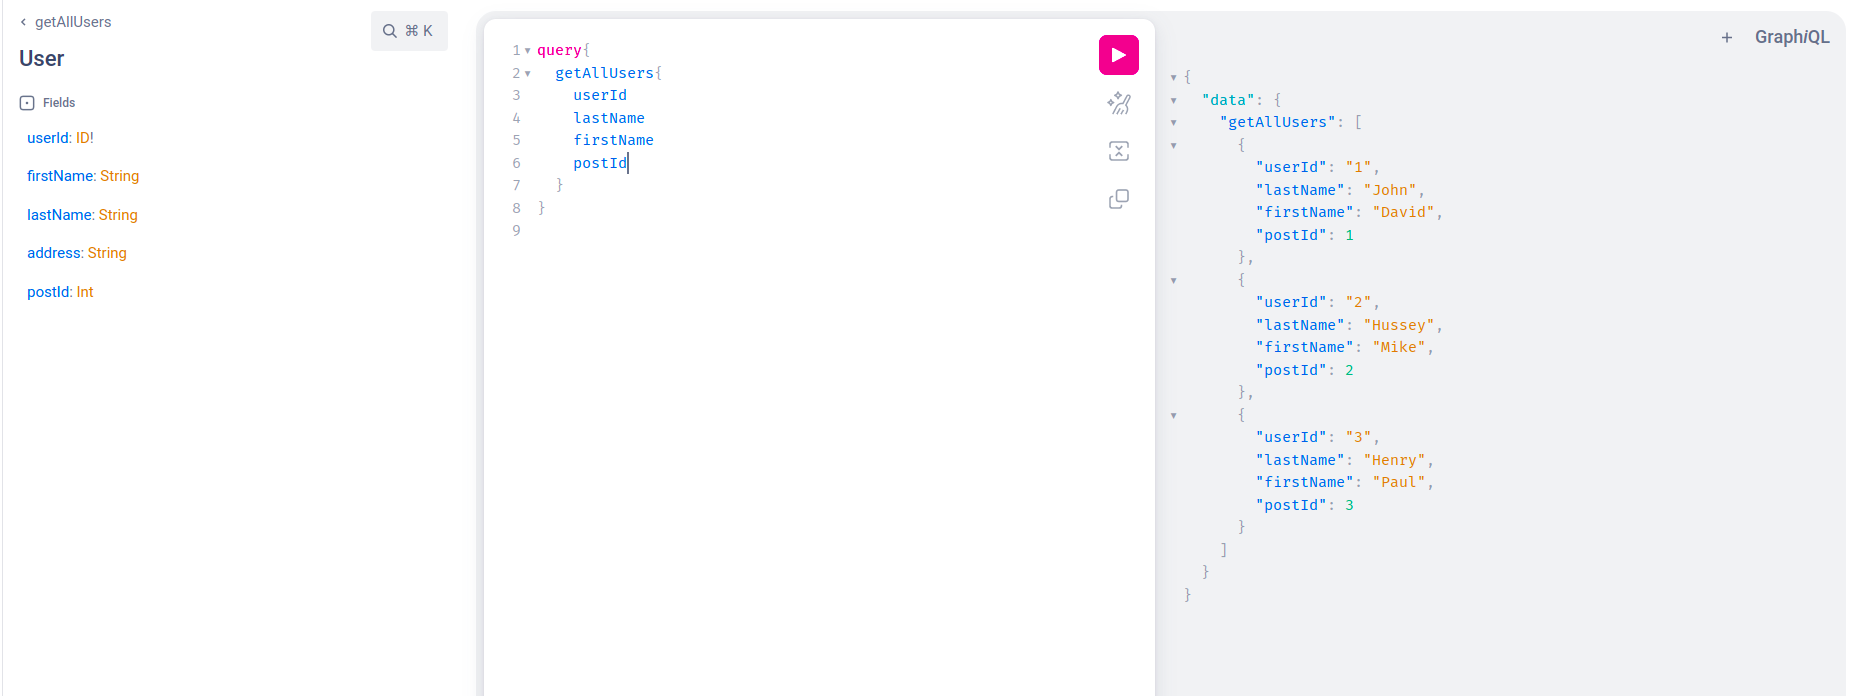 getAllUsers
⌘ K
User
Fields
userId: ID!
firstName: String
lastName: String
address: String
postId: Int
1 query{
2 getAllUsers{
3 userId
4 lastName
5 firstName
6 postId
7 }
8 }
9
+ GraphiQL
{
"data": {
"getAllUsers": [
{
"userId": "1",
"lastName": "John",
"firstName": "David",
"postId": 1
},
{
"userId": "2",
"lastName": "Hussey",
"firstName": "Mike",
"postId": 2
},
{
"userId": "3",
"lastName": "Henry",
"firstName": "Paul",
"postId": 3
}
]
}
}